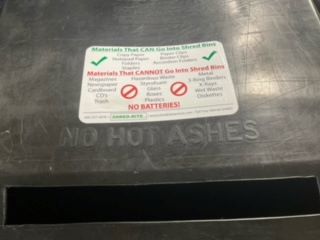 Materials That CAN Go Into Shred Bins
Copy Paper Paper Clips
Notepad Paper Binder Clips
Folders Accordion Folders
Staples
Materials That CANNOT Go Into Shred Bins
Magazines Hazardous Waste Metal
Newspaper Styrofoam 3-Ring Binders
Cardboard Glass X-Rays
CD's Boxes Wet Waste
Trash Plastics Diskettes
NO BATTERIES!
SHRED-RITE
NO HOT ASHES